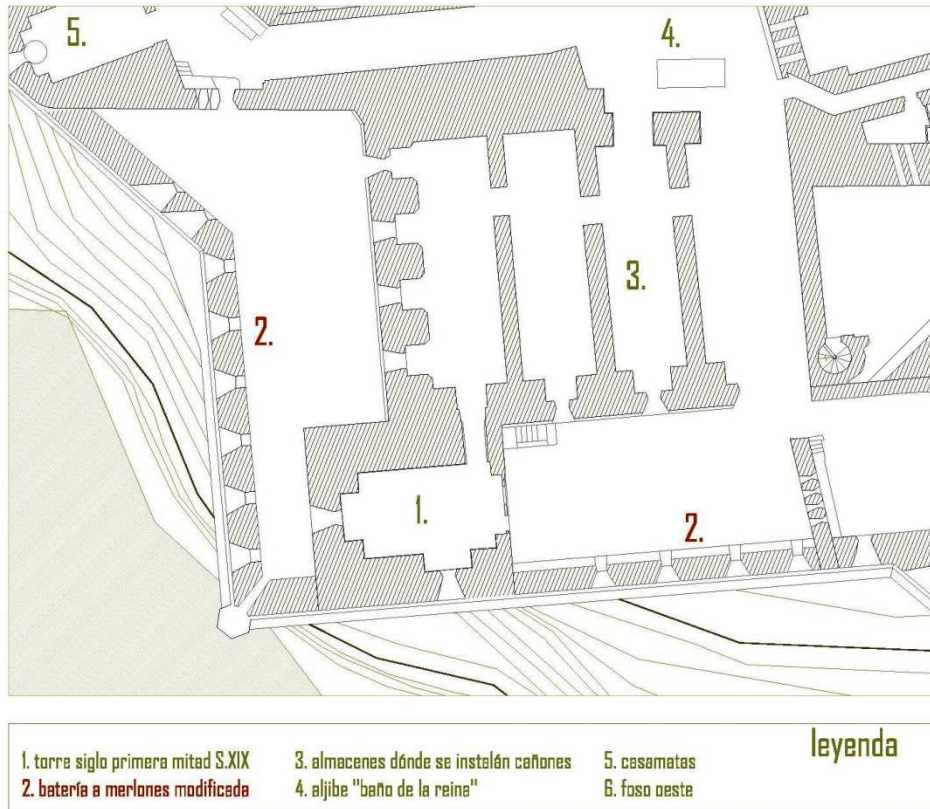 5.
4.
3.
2.
1.
2.
leyenda
1. torre siglo primera mitad S.XIX
2. batería a merlones modificada
3. almacenes dónde se instalán cañones
4. aljibe "baño de la reina"
5. casamatas
6. foso oeste